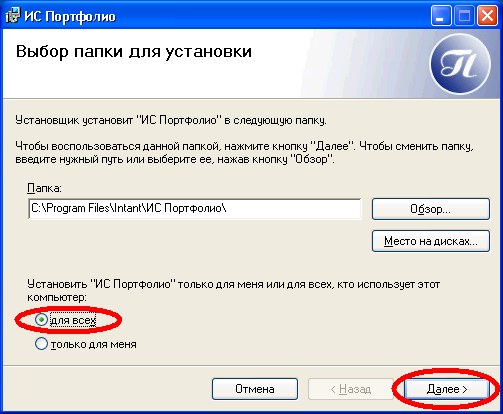 ИС Портфолио
Выбор папки для установки
П
Установщик установит "ИС Портфолио" в следующую папку.
Чтобы воспользоваться данной папкой, нажмите кнопку "Далее". Чтобы сменить папку,
введите нужный путь или выберите ее, нажав кнопку "Обзор".
Папка:
C:\Program Files\Intant\ИС Портфолио\
Обзор...
Место на дисках...
Установить "ИС Портфолио" только для меня или для всех, кто использует этот
компьютер:
для всех
только для меня
Отмена
< Назад
Далее >